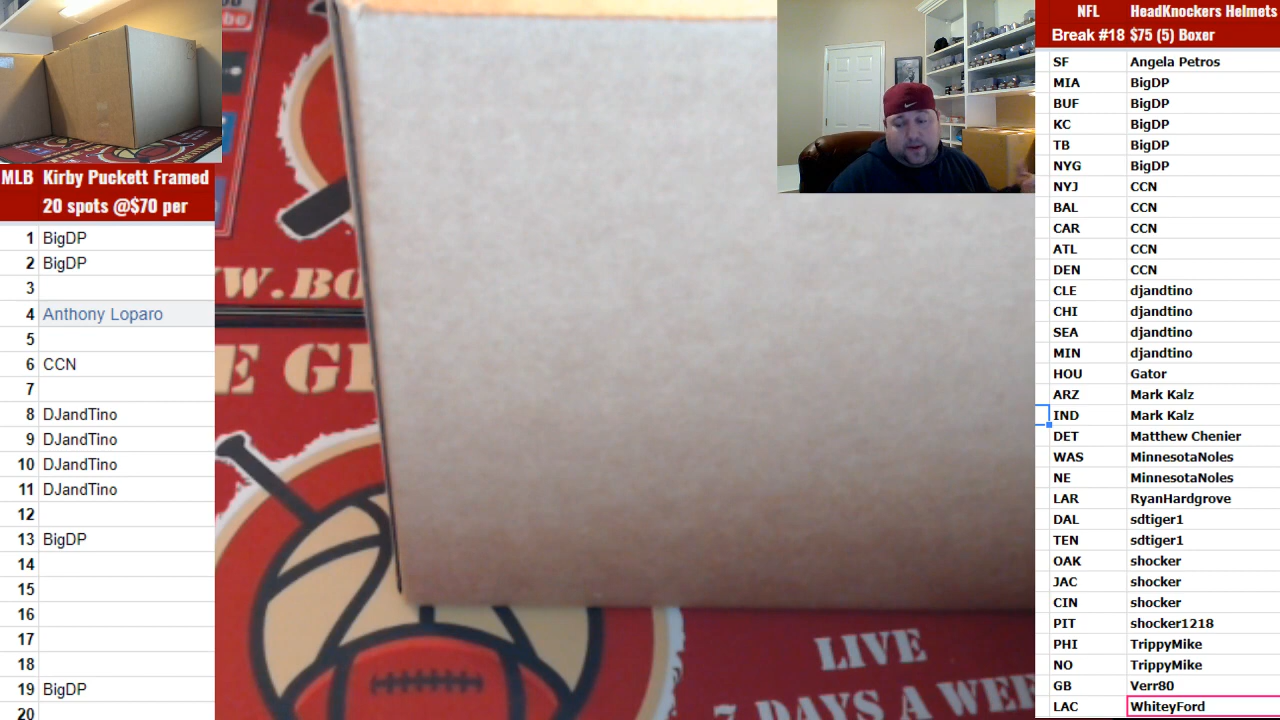 MLB Kirby Puckett Framed
20 spots @$70 per
1 BigDP
2 BigDP
3
4 Anthony Loparo
5
6 CCN
7
8 DJandTino
9 DJandTino
10 DJandTino
11 DJandTino
12
13 BigDP
14
15
16
17
18
19 BigDP
20
W.BO
E G
LIVE
7 DAYS A WEE
NFL HeadKnockers Helmets
Break #18 $75 (5) Boxer
SF Angela Petros
MIA BigDP
BUF BigDP
KC BigDP
TB BigDP
NYG BigDP
NYJ CCN
BAL CCN
CAR CCN
ATL CCN
DEN CCN
CLE djandtino
CHI djandtino
SEA djandtino
MIN djandtino
HOU Gator
ARZ Mark Kalz
IND Mark Kalz
DET Matthew Chenier
WAS MinnesotaNoles
NE MinnesotaNoles
LAR RyanHardgrove
DAL sdtiger1
TEN sdtiger1
OAK shocker
JAC shocker
CIN shocker
PIT shocker1218
PHI TrippyMike
NO TrippyMike
GB Verr80
LAC WhiteyFord